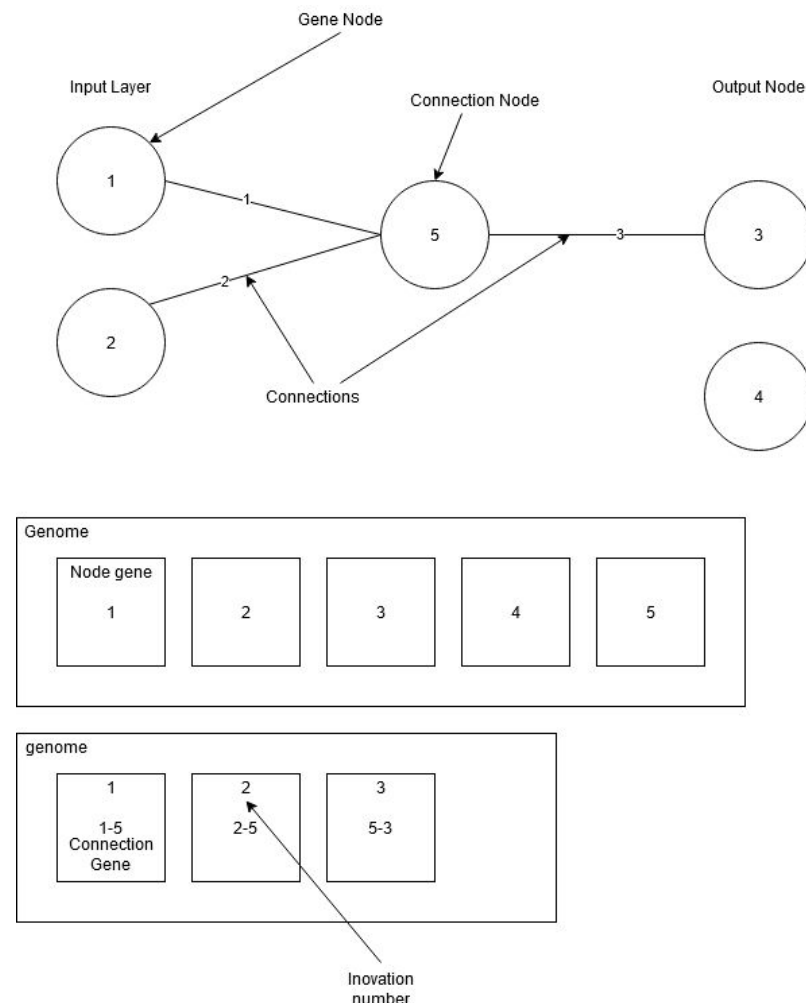 Gene Node
Input Layer
Connection Node
Output Node
1
1
5
3
3
2
2
4
Connections
Genome
Node gene
1
2
3
4
5
genome
1
2
3
1-5
2-5
5-3
Connection
Gene
Inovation
number